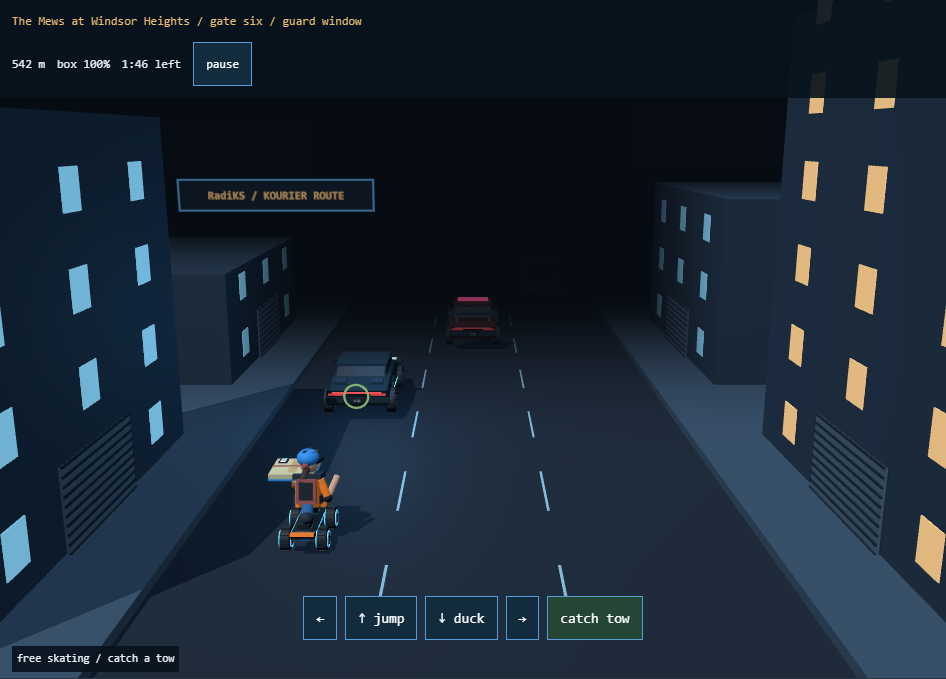 The Mews at Windsor Heights / gate six / guard window
542 m box 100% 1:46 left pause
RadiKS / KOURIER ROUTE
← ↑ jump ↓ duck → catch tow
free skating / catch a tow